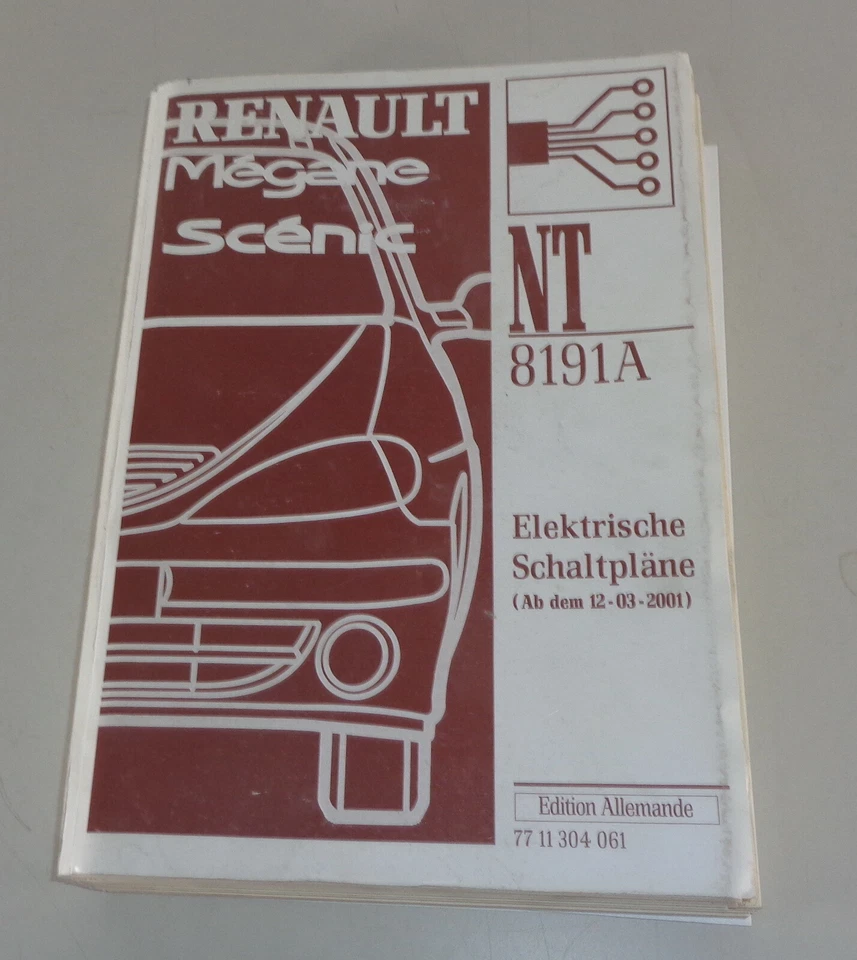 RENAULT
Mégane
Scénic
NT
8191A
Elektrische
Schaltpläne
(Ab dem 12-03-2001)
Edition Allemande
77 11 304 061